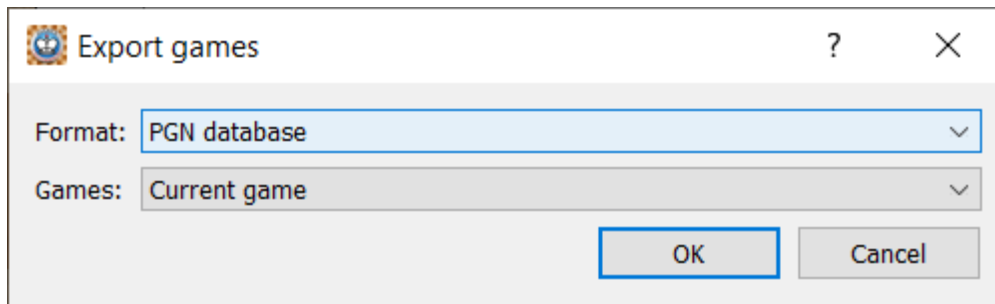 Export games ?
Format: PGN database
Games: Current game
OK Cancel